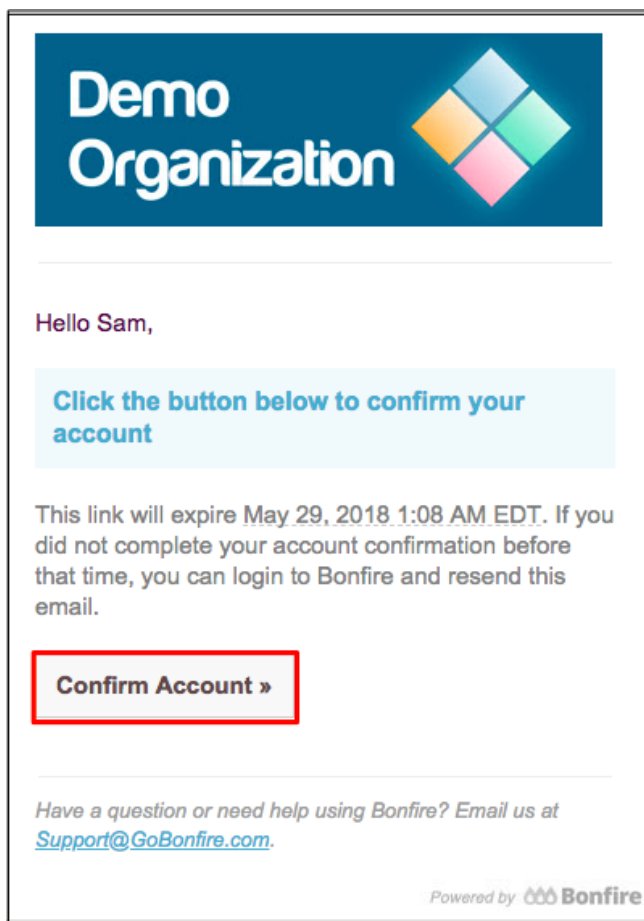 Demo
Organization
Hello Sam,
Click the button below to confirm your
account
This link will expire May 29, 2018 1:08 AM EDT. If you
did not complete your account confirmation before
that time, you can login to Bonfire and resend this
email.
Confirm Account »
Have a question or need help using Bonfire? Email us at
Support@GoBonfire.com.
Powered by Bonfire